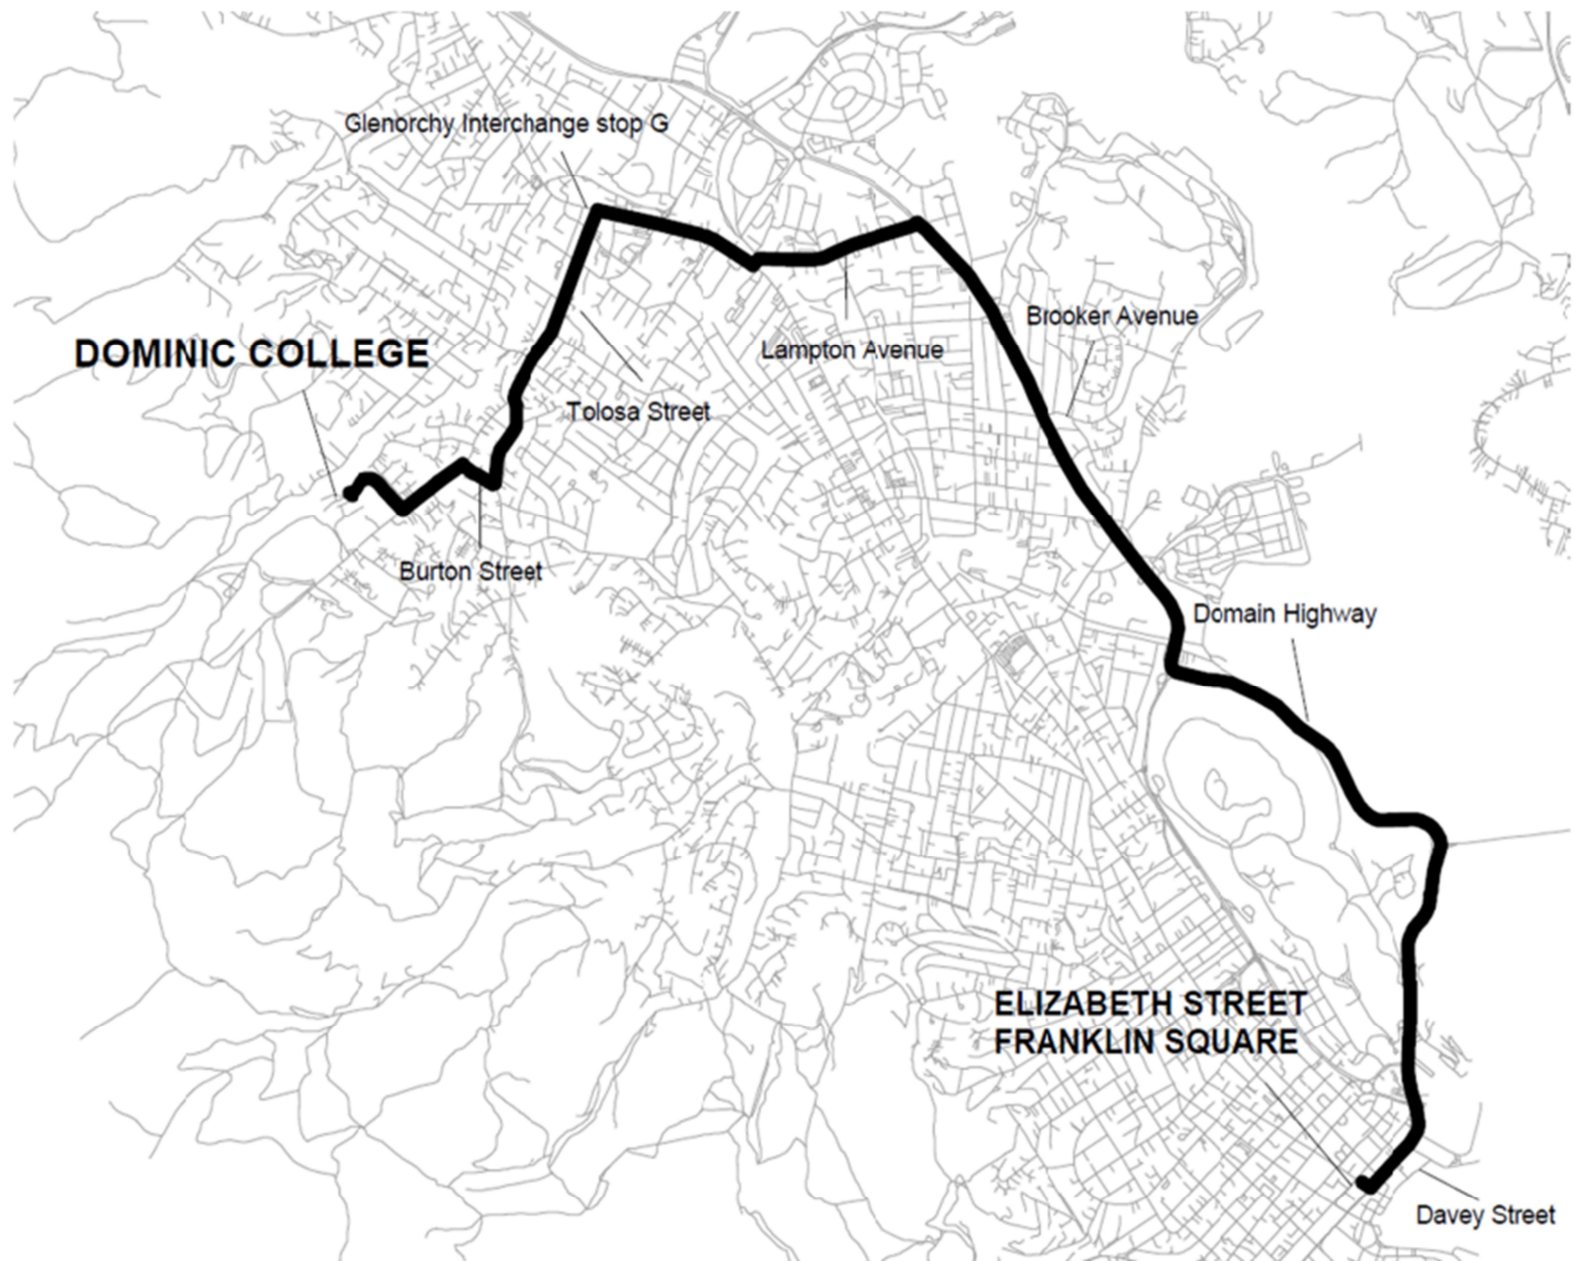 Glenorchy Interchange stop G
Brooker Avenue
DOMINIC COLLEGE
Lampton Avenue
Tolosa Street
Burton Street
Domain Highway
ELIZABETH STREET
FRANKLIN SQUARE
Davey Street